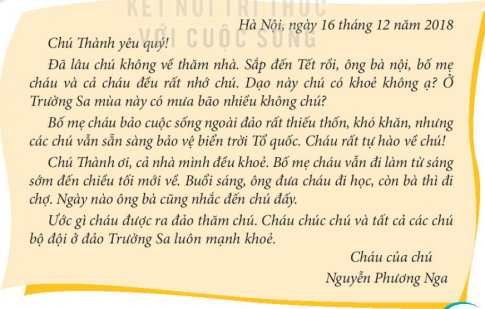 KẾT NỐI TRI THỨC
VỚI CUỘC SỐNG
Hà Nội, ngày 16 tháng 12 năm 2018
Chú Thành yêu quý!
Đã lâu chú không về thăm nhà. Sắp đến Tết rồi, ông bà nội, bố mẹ
cháu và cả cháu đều rất nhớ chú. Dạo này chú có khoẻ không ạ? Ở
Trường Sa mùa này có mưa bão nhiều không chú?
Bố mẹ cháu bảo cuộc sống ngoài đảo rất thiếu thốn, khó khăn, nhưng
các chú vẫn sẵn sàng bảo vệ biển trời Tổ quốc. Cháu rất tự hào về chú!
Chú Thành ơi, cả nhà mình đều khoẻ. Bố mẹ cháu vẫn đi làm từ sáng
sớm đến chiều tối mới về. Buổi sáng, ông đưa cháu đi học, còn bà thì đi
chợ. Ngày nào ông bà cũng nhắc đến chú đấy.
Ước gì cháu được ra đảo thăm chú. Cháu chúc chú và tất cả các chú
bộ đội ở đảo Trường Sa luôn mạnh khoẻ.
Cháu của chú
Nguyễn Phương Nga